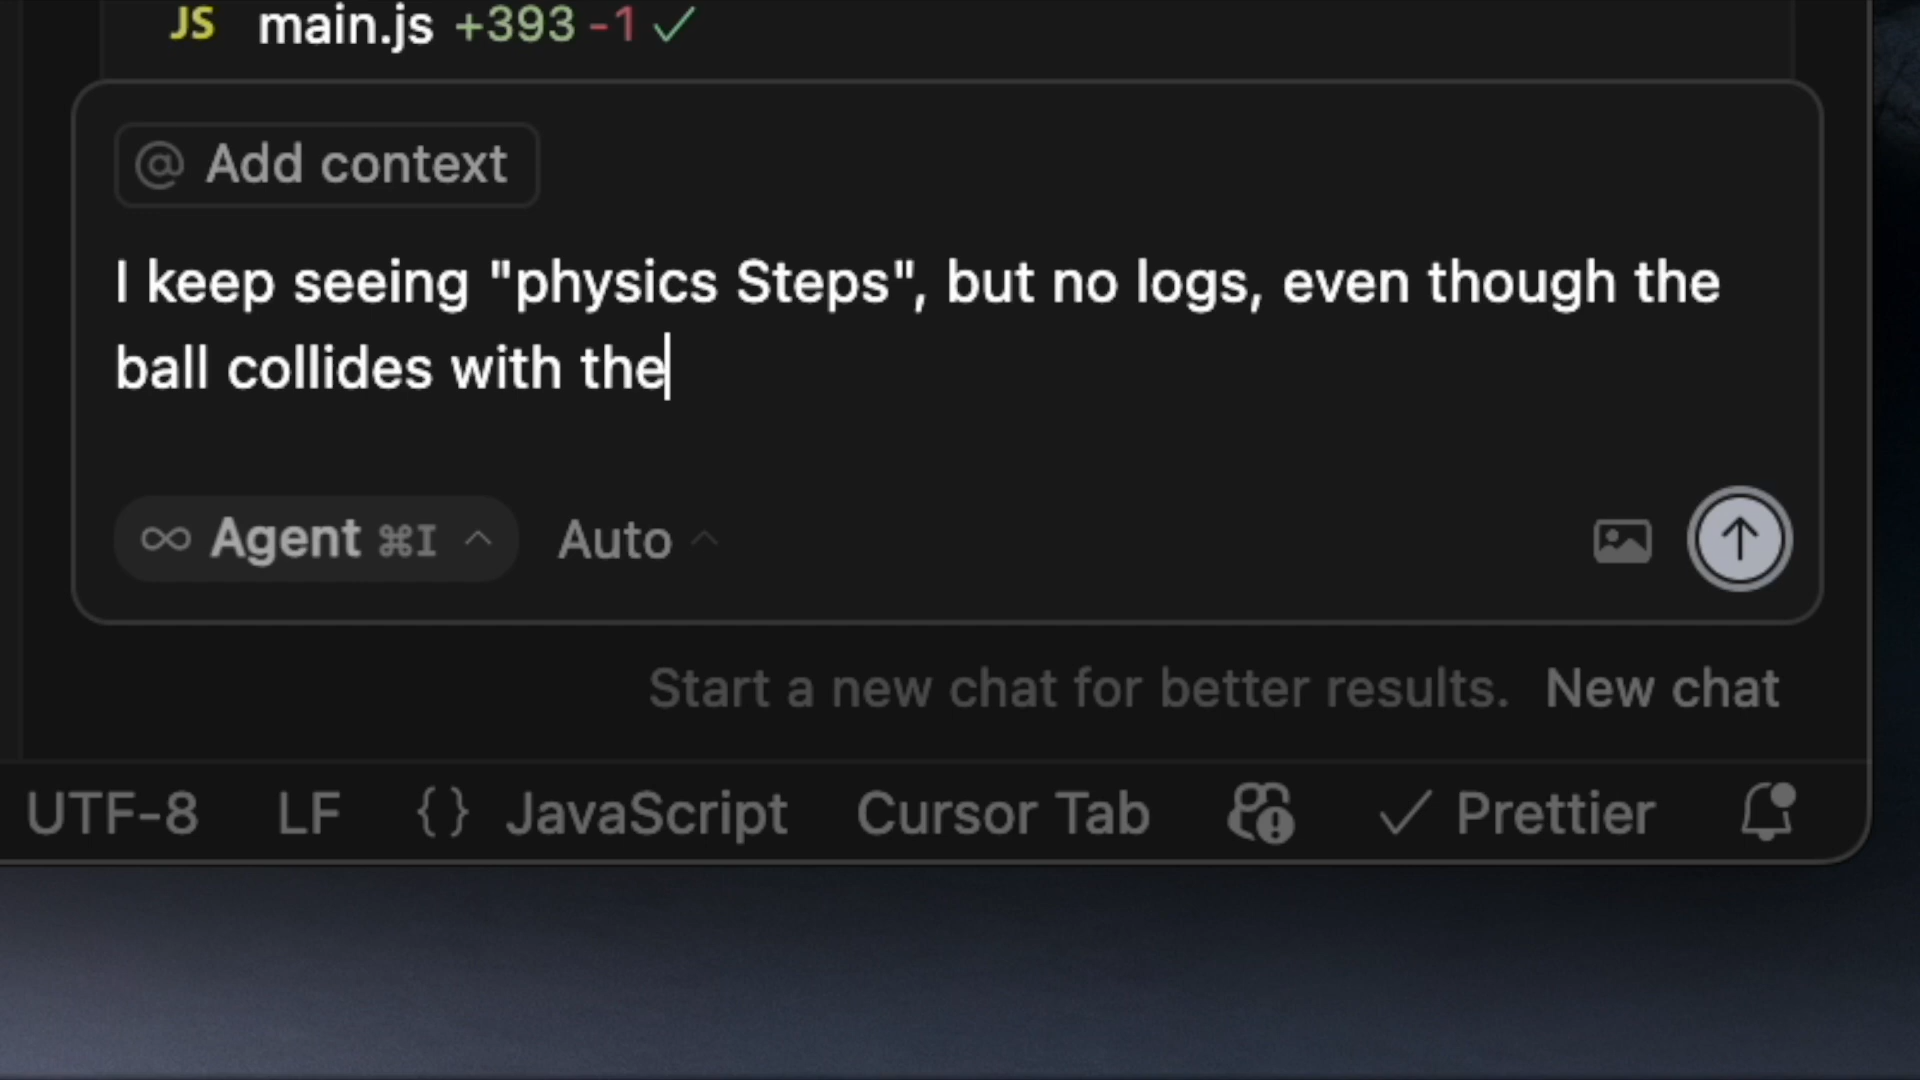 JS main.js +393 -1
@ Add context
I keep seeing "physics Steps", but no logs, even though the
ball collides with the
Agent ⌘I Auto
Start a new chat for better results. New chat
UTF-8 LF {} JavaScript Cursor Tab Prettier